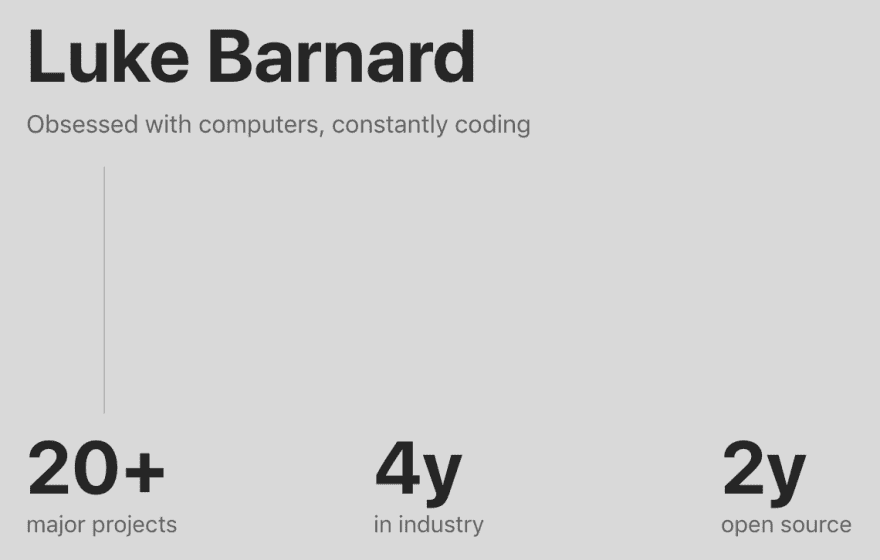 Luke Barnard
Obsessed with computers, constantly coding
20+ 4y 2y
major projects in industry open source